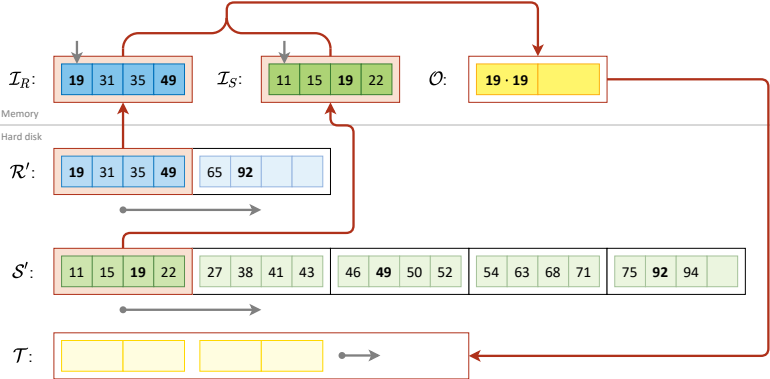 𝓘_R: 19 31 35 49 𝓘_S: 11 15 19 22 𝓞: 19 · 19
Memory
Hard disk
𝓡′: 19 31 35 49 65 92
𝓢′: 11 15 19 22 27 38 41 43 46 49 50 52 54 63 68 71 75 92 94
𝓣: